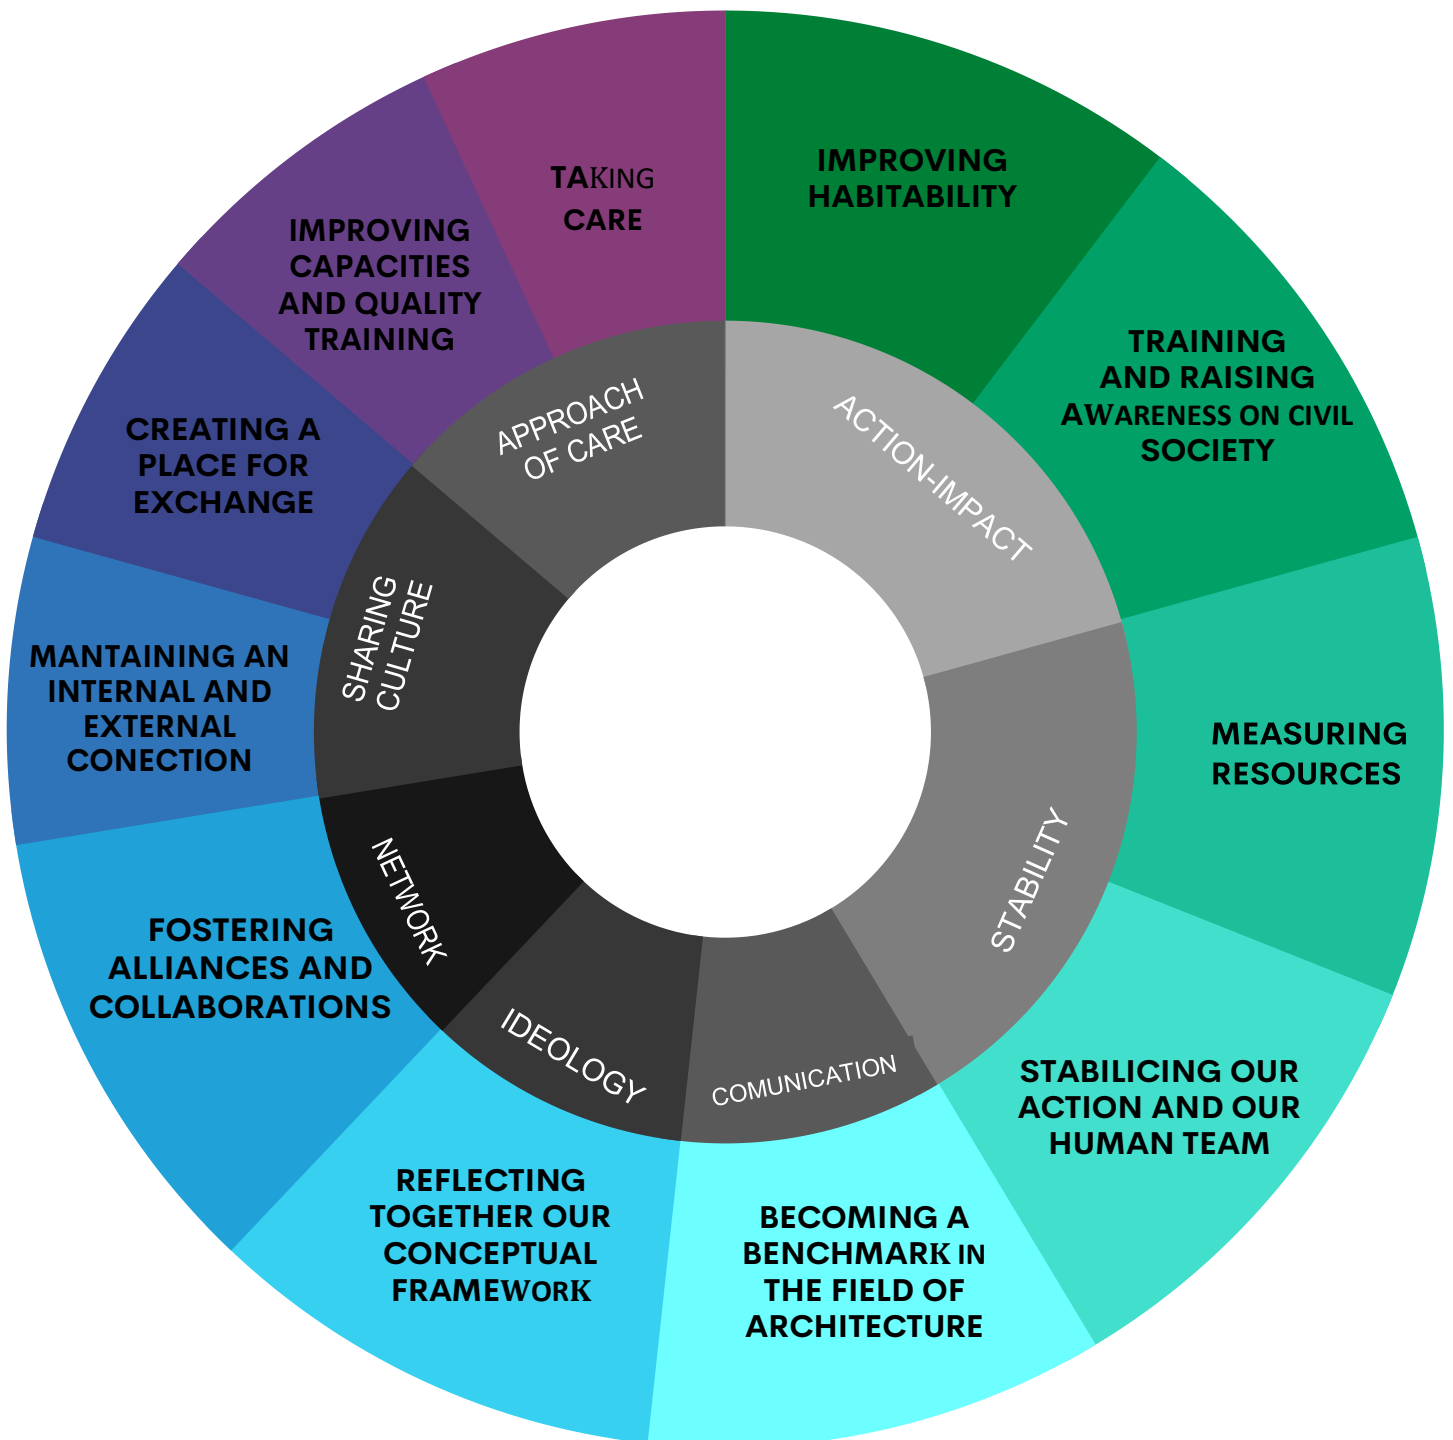 IMPROVING
HABITABILITY
TRAINING
AND RAISING
AWARENESS ON CIVIL
SOCIETY
MEASURING
RESOURCES
STABILICING OUR
ACTION AND OUR
HUMAN TEAM
BECOMING A
BENCHMARK IN
THE FIELD OF
ARCHITECTURE
REFLECTING
TOGETHER OUR
CONCEPTUAL
FRAMEWORK
FOSTERING
ALLIANCES AND
COLLABORATIONS
MANTAINING AN
INTERNAL AND
EXTERNAL
CONECTION
CREATING A
PLACE FOR
EXCHANGE
IMPROVING
CAPACITIES
AND QUALITY
TRAINING
TAKING
CARE
ACTION-IMPACT
STABILITY
COMUNICATION
IDEOLOGY
NETWORK
SHARING
CULTURE
APPROACH
OF CARE